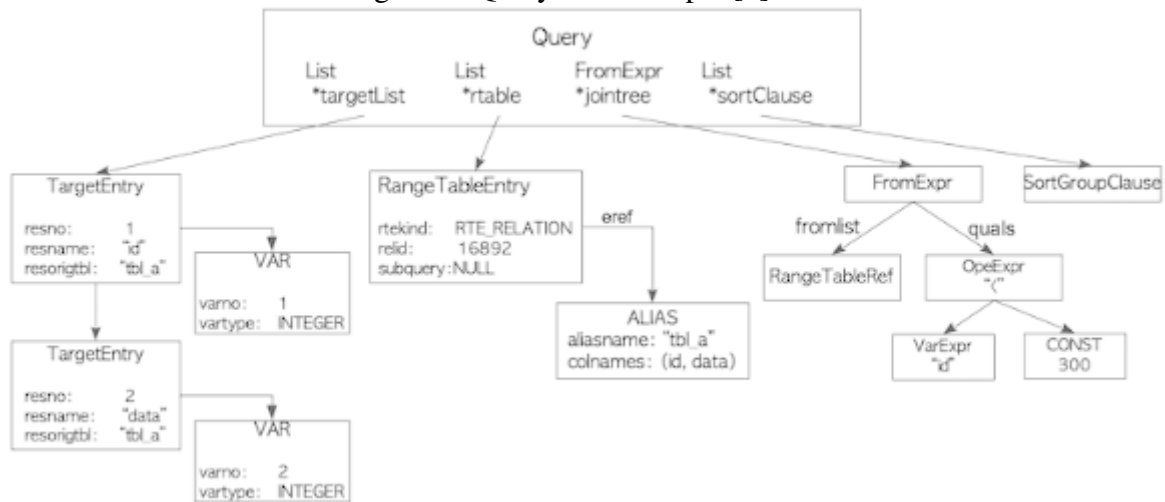 Query
List
*targetList
List
*rtable
FromExpr
*jointree
List
*sortClause
TargetEntry
resno: 1
resname: "id"
resorigtbl: "tbl_a"
VAR
varno: 1
vartype: INTEGER
TargetEntry
resno: 2
resname: "data"
resorigtbl: "tbl_a"
VAR
varno: 2
vartype: INTEGER
RangeTableEntry
rtekind: RTE_RELATION
relid: 16892
subquery:NULL
eref
ALIAS
aliasname: "tbl_a"
colnames: (id, data)
FromExpr
fromlist
quals
RangeTableRef
OpeExpr
"<"
VarExpr
"id"
CONST
300
SortGroupClause